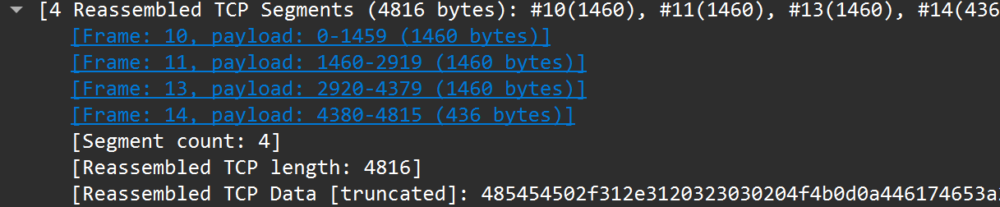 [4 Reassembled TCP Segments (4816 bytes): #10(1460), #11(1460), #13(1460), #14(436
[Frame: 10, payload: 0-1459 (1460 bytes)]
[Frame: 11, payload: 1460-2919 (1460 bytes)]
[Frame: 13, payload: 2920-4379 (1460 bytes)]
[Frame: 14, payload: 4380-4815 (436 bytes)]
[Segment count: 4]
[Reassembled TCP length: 4816]
[Reassembled TCP Data [truncated]: 485454502f312e3120323030204f4b0d0a446174653a